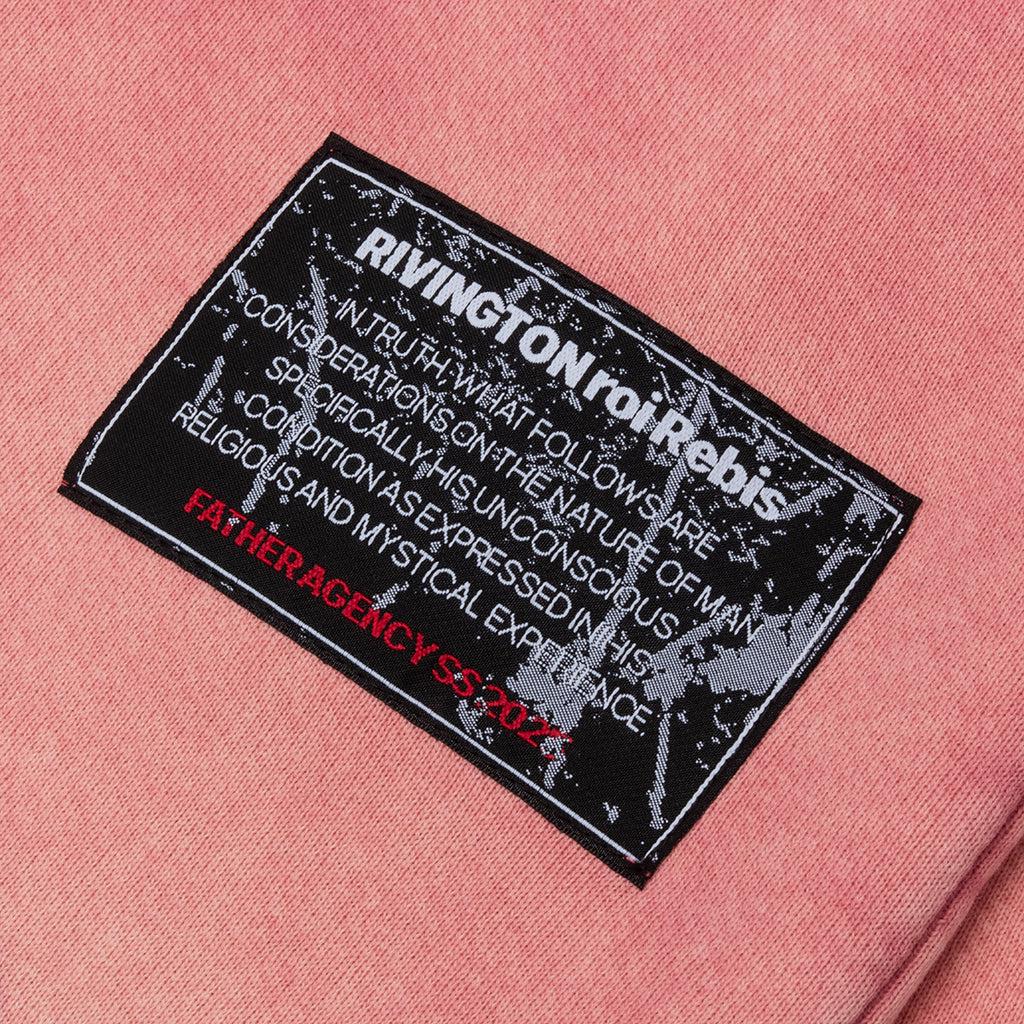 RIVINGTON roi Rebis
IN TRUTH, WHAT FOLLOWS ARE
CONSIDERATIONS ON THE NATURE OF MAN
SPECIFICALLY HIS UNCONSCIOUS
CONDITION AS EXPRESSED IN HIS
RELIGIOUS AND MYSTICAL EXPERIENCE.
FATHER AGENCY SS